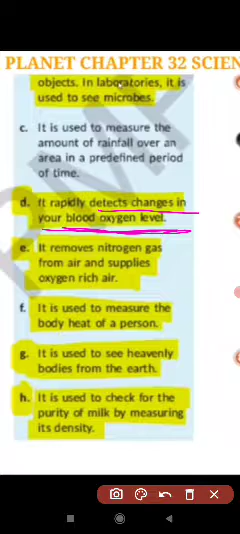 PLANET CHAPTER 32 SCIEN
objects. In laboratories, it is
used to see microbes.
c. It is used to measure the
amount of rainfall over an
area in a predefined period
of time.
d. It rapidly detects changes in
your blood oxygen level.
e. It removes nitrogen gas
from air and supplies
oxygen rich air.
f. It is used to measure the
body heat of a person.
g. It is used to see heavenly
bodies from the earth.
h. It is used to check for the
purity of milk by measuring
its density.